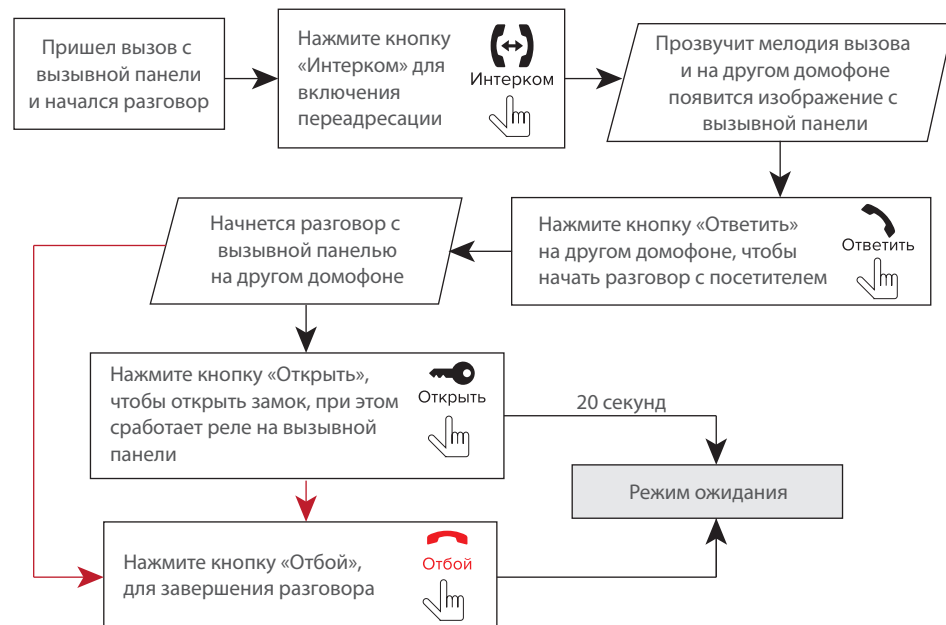 Пришел вызов с
вызывной панели
и начался разговор
Нажмите кнопку
«Интерком» для
включения
переадресации
Интерком
Прозвучит мелодия вызова
и на другом домофоне
появится изображение с
вызывной панели
Начнется разговор с
вызывной панелью
на другом домофоне
Нажмите кнопку «Ответить»
на другом домофоне, чтобы
начать разговор с посетителем
Ответить
Нажмите кнопку «Открыть»,
чтобы открыть замок, при этом
сработает реле на вызывной
панели
Открыть
20 секунд
Режим ожидания
Нажмите кнопку «Отбой»,
для завершения разговора
Отбой